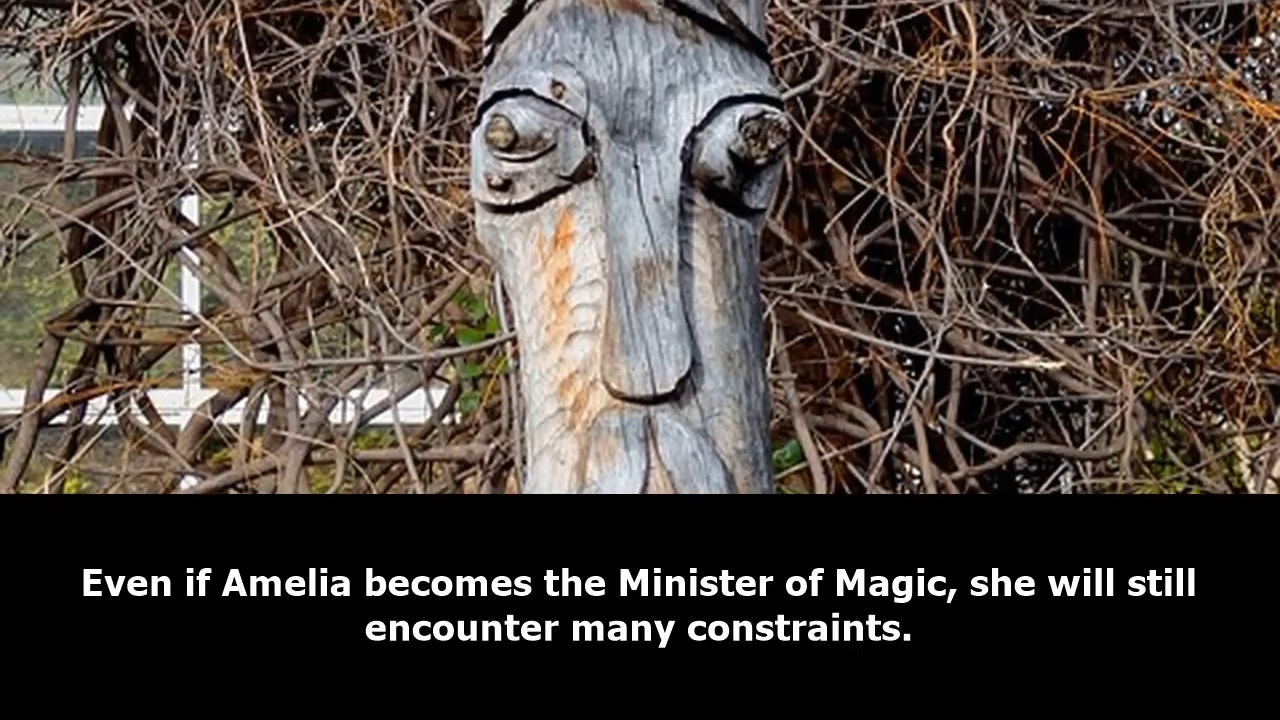 Even if Amelia becomes the Minister of Magic, she will still
encounter many constraints.